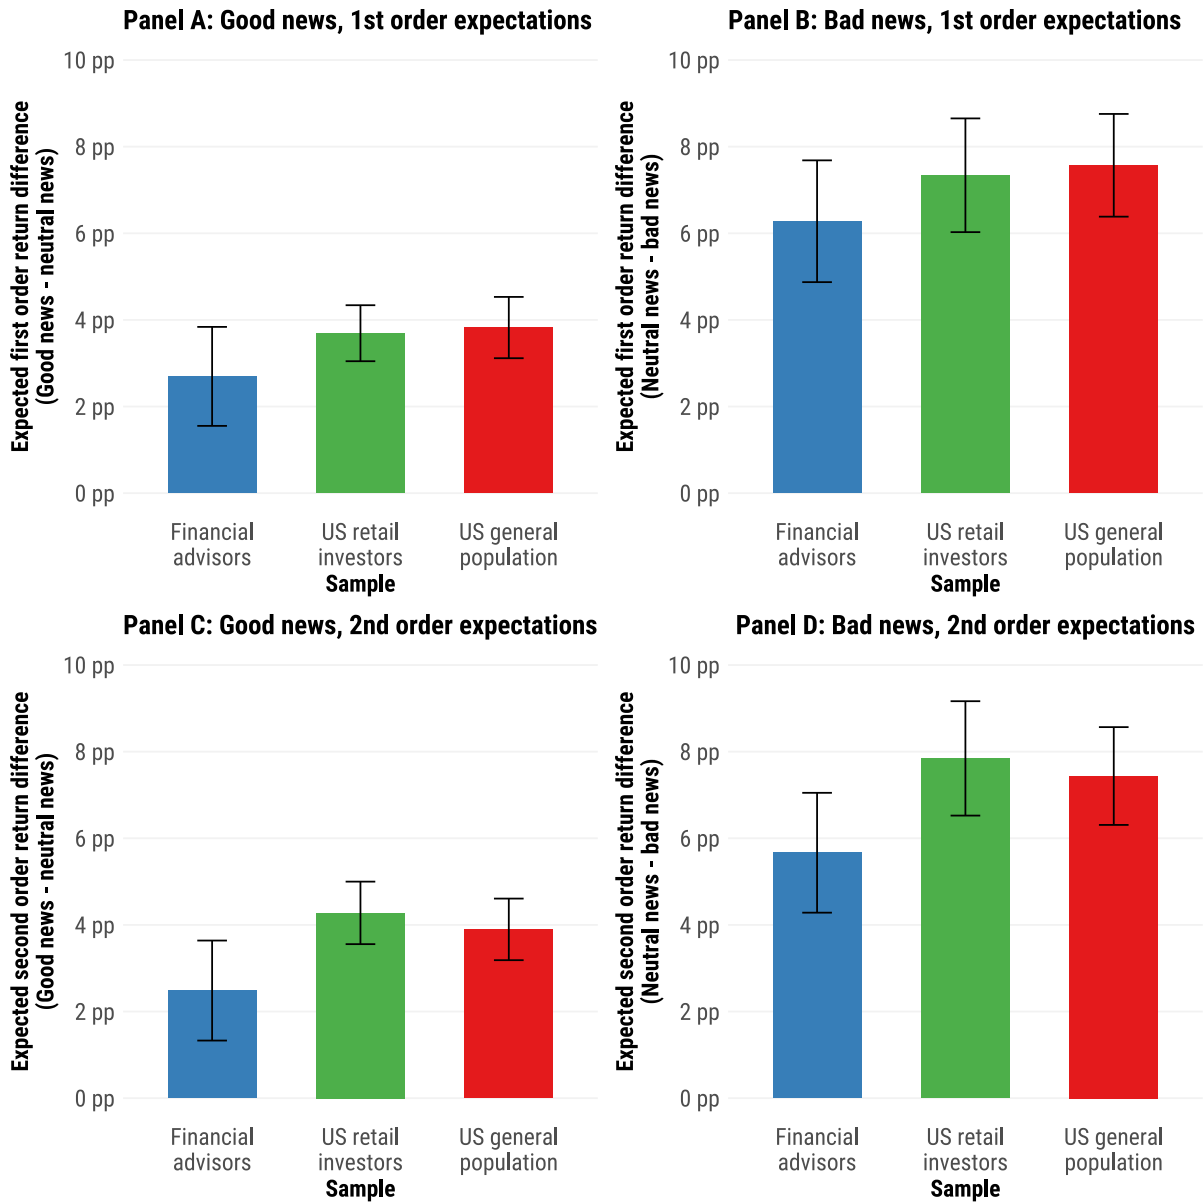 Panel A: Good news, 1st order expectations
Expected first order return difference
(Good news - neutral news)
10 pp
8 pp
6 pp
4 pp
2 pp
0 pp
Financial
advisors
US retail
investors
US general
population
Sample
Panel B: Bad news, 1st order expectations
Expected first order return difference
(Neutral news - bad news)
10 pp
8 pp
6 pp
4 pp
2 pp
0 pp
Financial
advisors
US retail
investors
US general
population
Sample
Panel C: Good news, 2nd order expectations
Expected second order return difference
(Good news - neutral news)
10 pp
8 pp
6 pp
4 pp
2 pp
0 pp
Financial
advisors
US retail
investors
US general
population
Sample
Panel D: Bad news, 2nd order expectations
Expected second order return difference
(Neutral news - bad news)
10 pp
8 pp
6 pp
4 pp
2 pp
0 pp
Financial
advisors
US retail
investors
US general
population
Sample